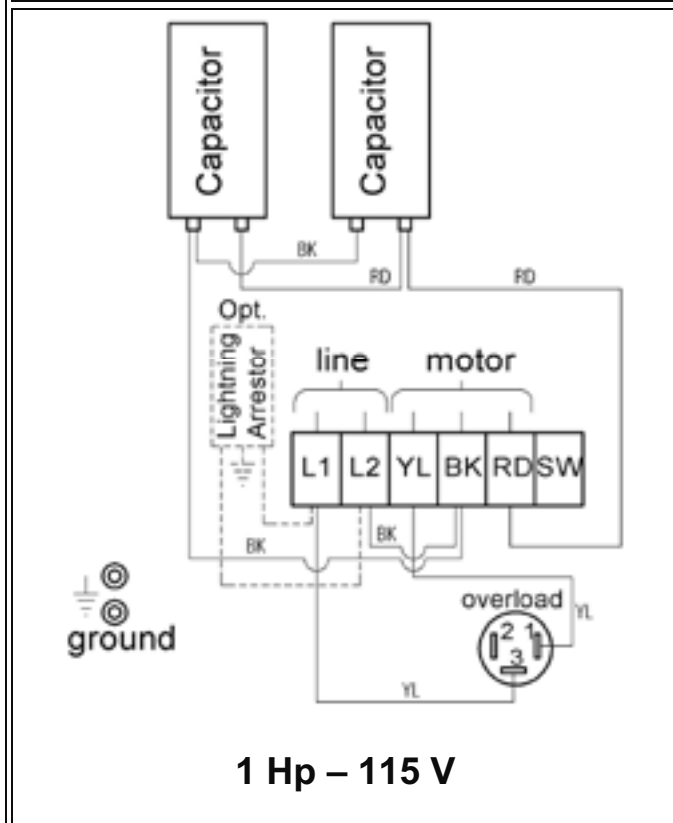 Capacitor
Capacitor
BK
RD
RD
Opt.
Lightning
Arrestor
line
motor
L1 L2 YL BK RD SW
BK
BK
overload
2 1
3
YL
ground
YL
1 Hp – 115 V